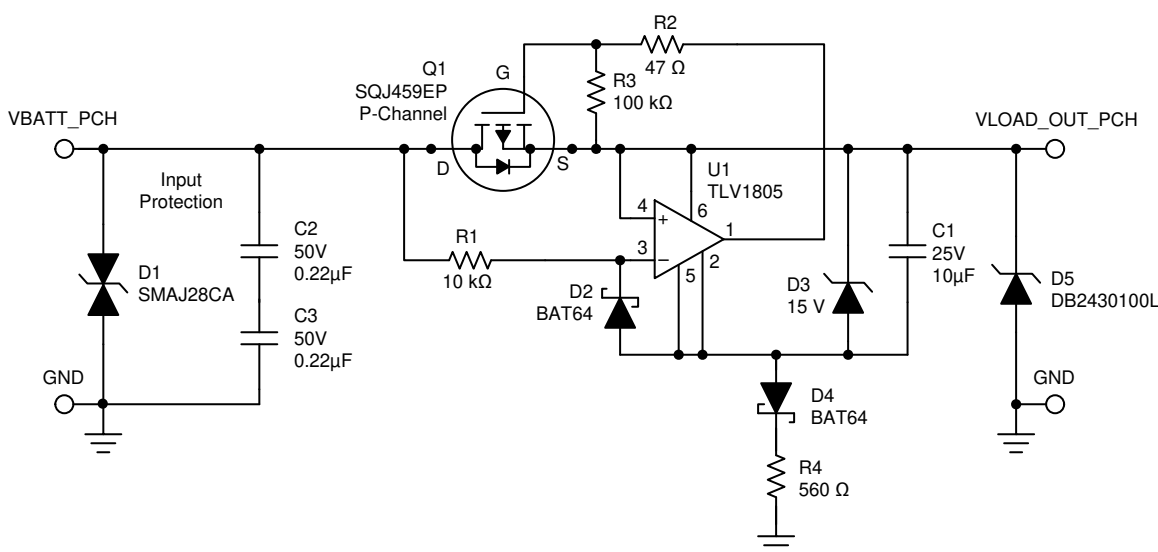 R2
47 Ω
Q1
SQJ459EP
P-Channel
G
R3
100 kΩ
VBATT_PCH
VLOAD_OUT_PCH
D
S
Input
Protection
U1
TLV1805
4
6
+
1
3
−
2
5
C2
50V
0.22µF
R1
10 kΩ
C1
25V
10µF
D1
SMAJ28CA
D2
BAT64
D3
15 V
D5
DB2430100L
C3
50V
0.22µF
GND
GND
D4
BAT64
R4
560 Ω